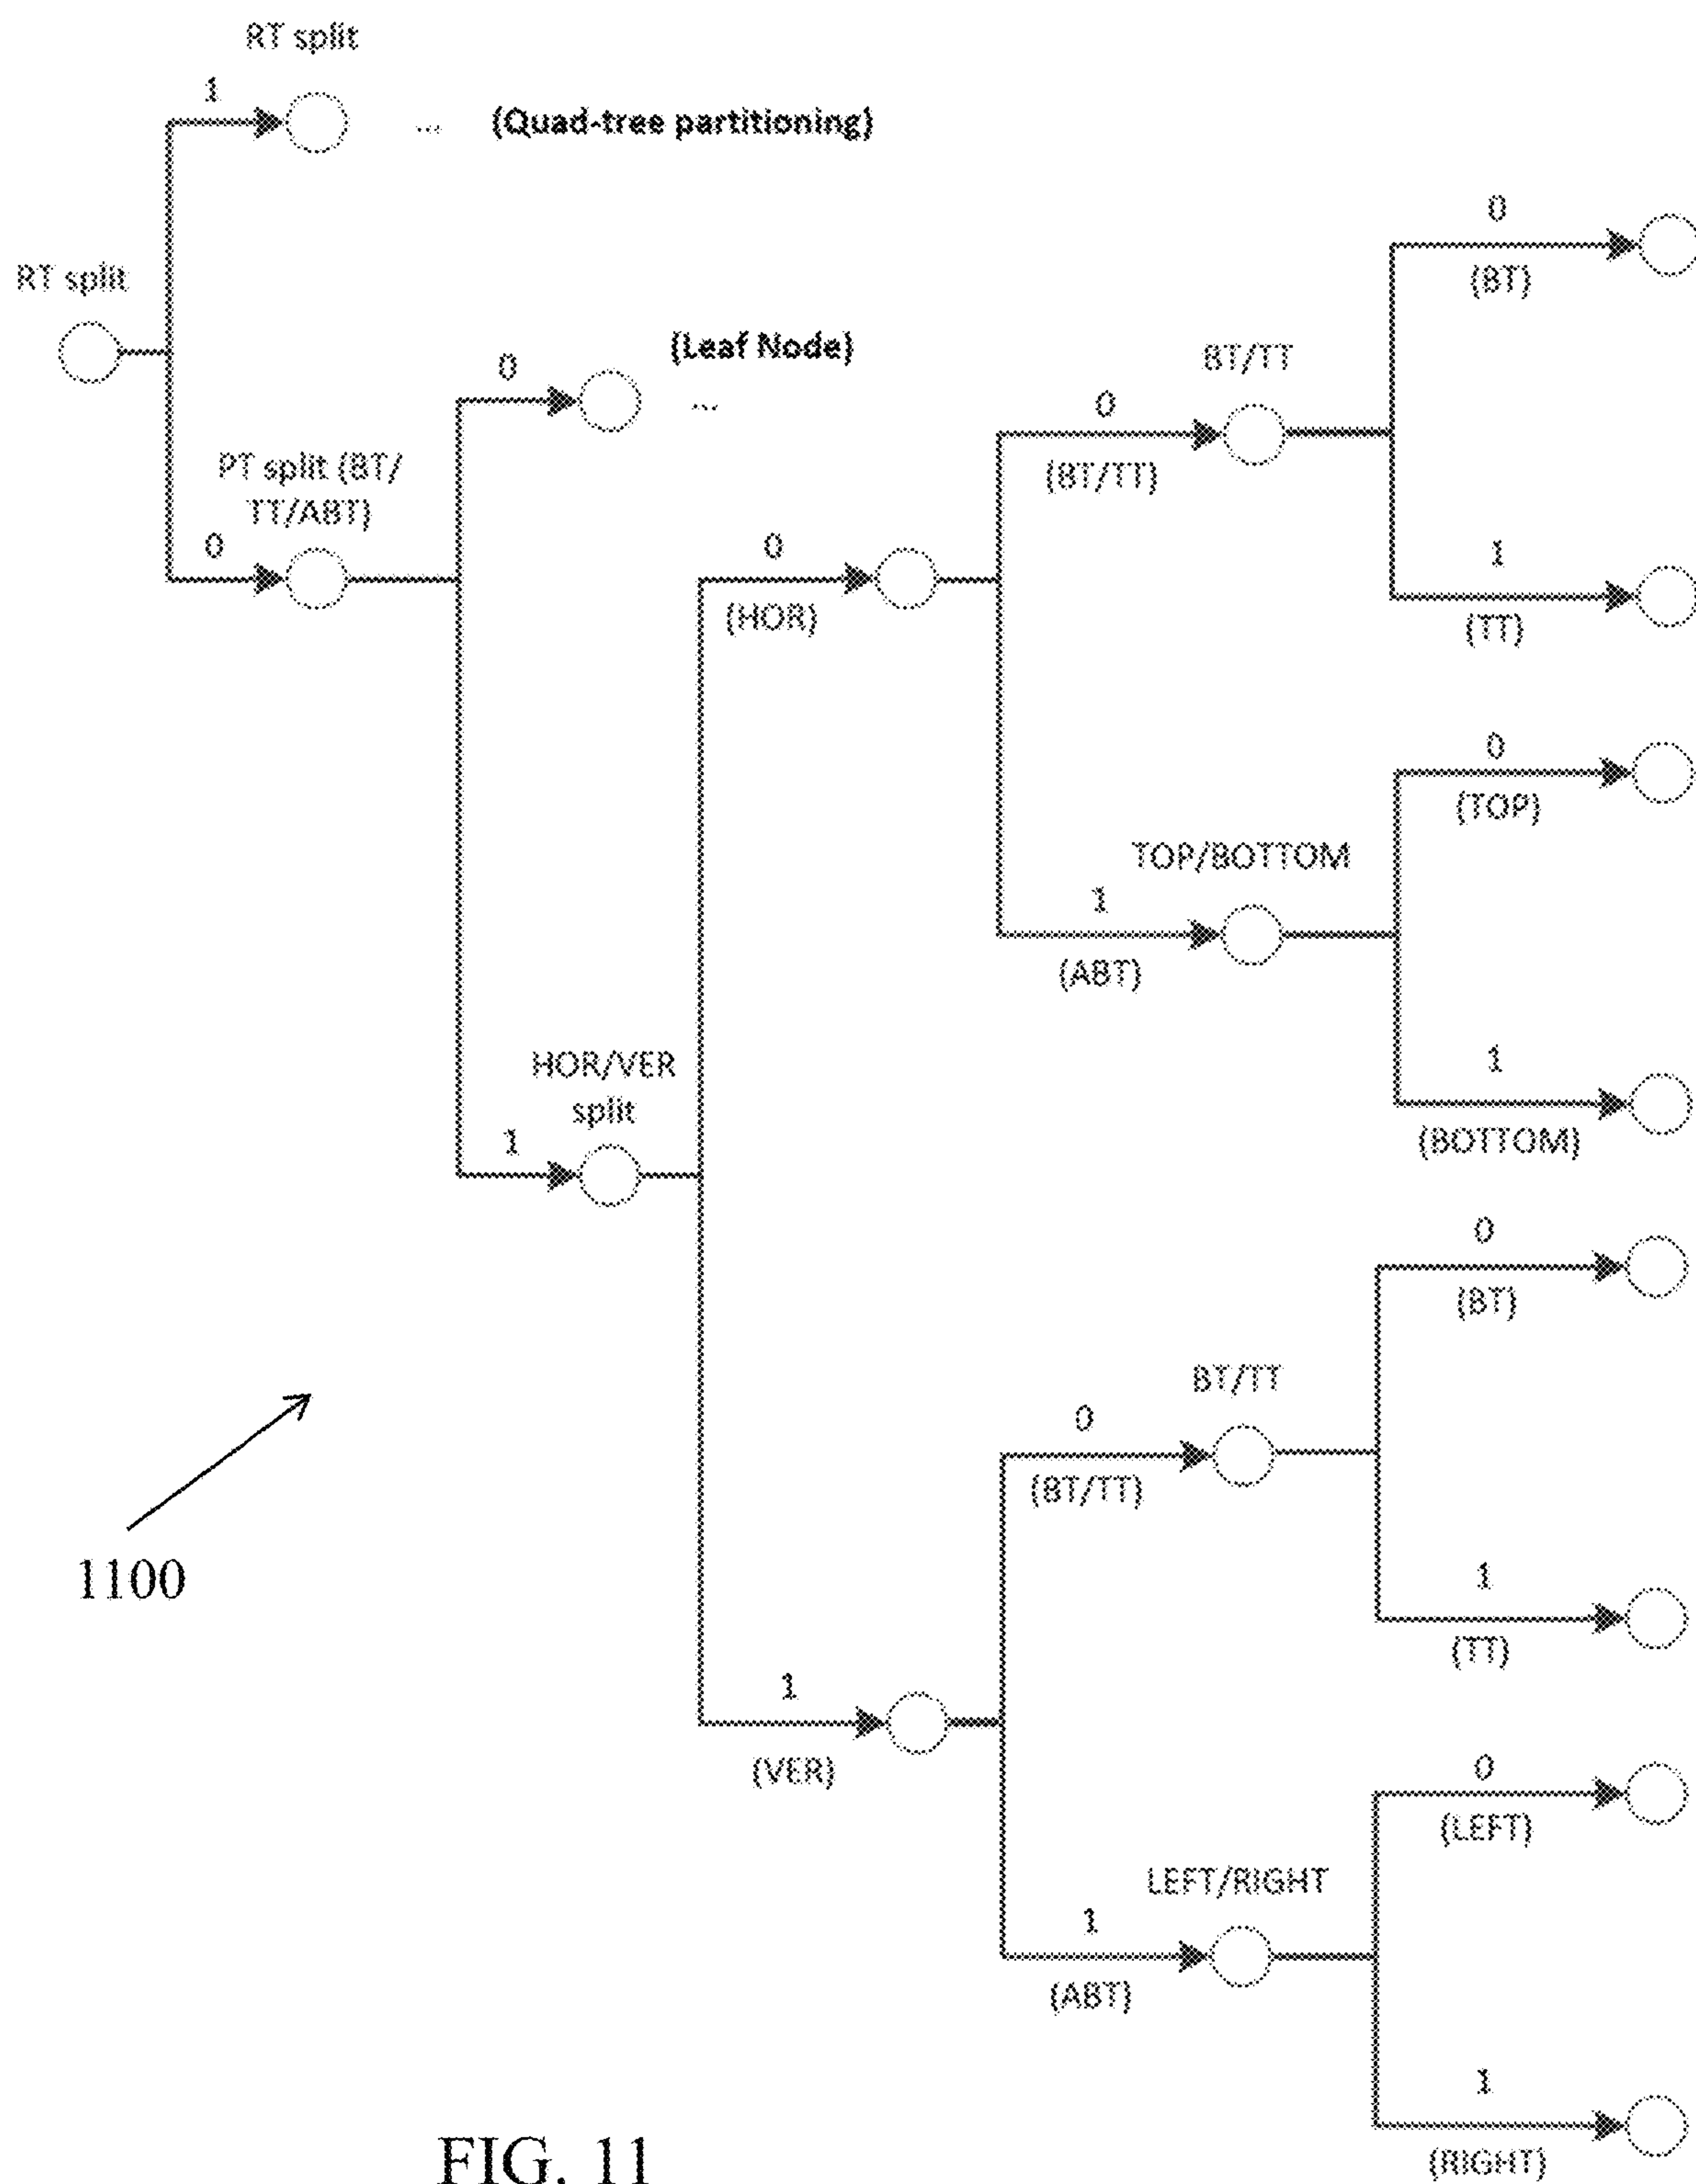 RT split
1
... (Quad-tree partitioning)
0
(BT)
RT split
(Leaf Node)
0
...
BT/TT
0
(BT/TT)
PT split (BT/
TT/ABT)
0
0
(HOR)
1
(TT)
0
(TOP)
TOP/BOTTOM
1
(ABT)
HOR/VER
split
1
1
(BOTTOM)
0
(BT)
BT/TT
0
(BT/TT)
1100
1
(TT)
1
(VER)
0
(LEFT)
LEFT/RIGHT
1
(ABT)
1
(RIGHT)
FIG. 11